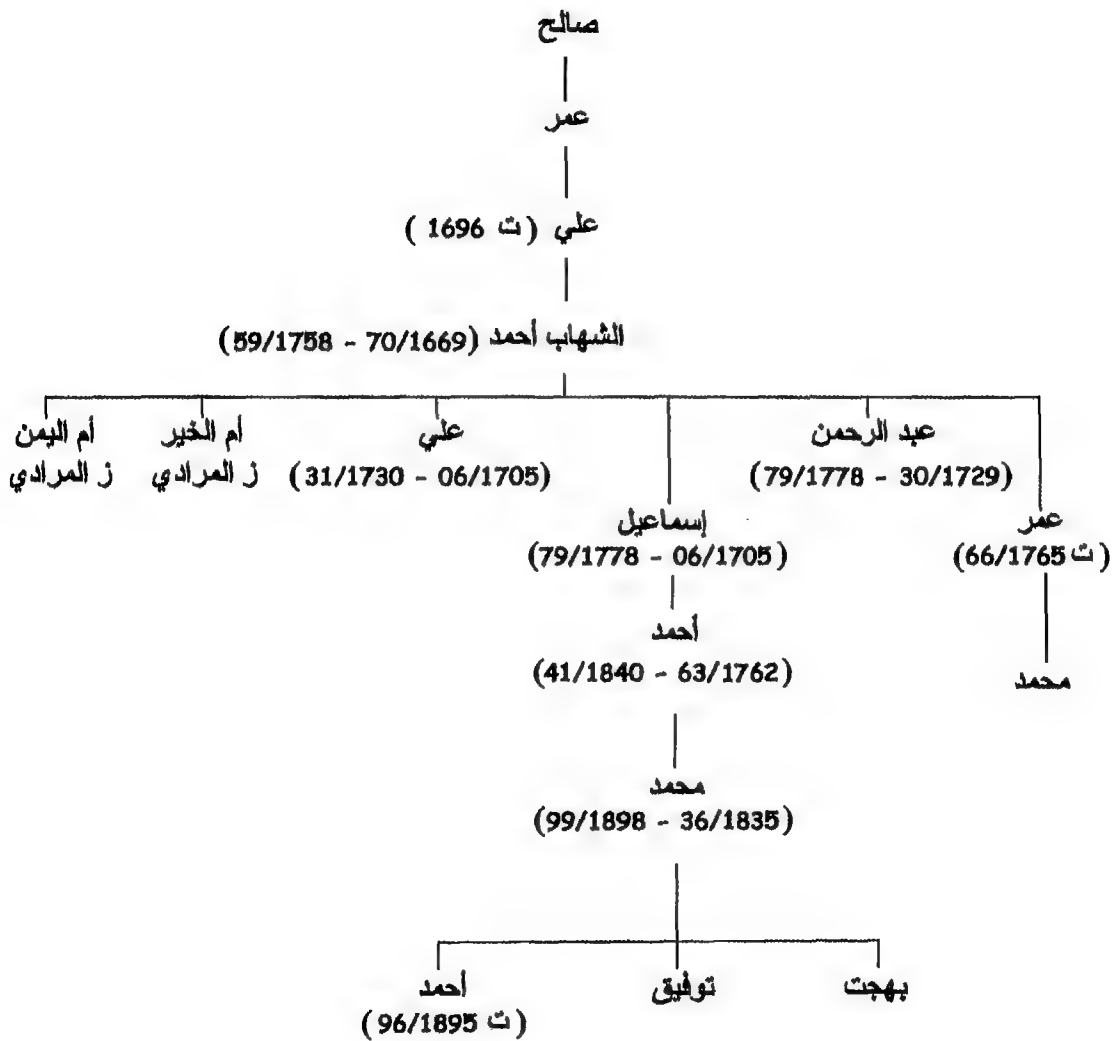 صالح
عمر
علي (ت 1696 )
الشهاب أحمد (70/1669 - 59/1758)
عبد الرحمن
علي
أم الخير
أم اليمن
(30/1729 - 79/1778)
(06/1705 - 31/1730)
ز المرادي
ز المرادي
عمر
إسماعيل
(ت 66/1765)
(06/1705 - 79/1778)
أحمد
(63/1762 - 41/1840)
محمد
محمد
(36/1835 - 99/1898)
بهجت
توفيق
أحمد
(ت 96/1895)